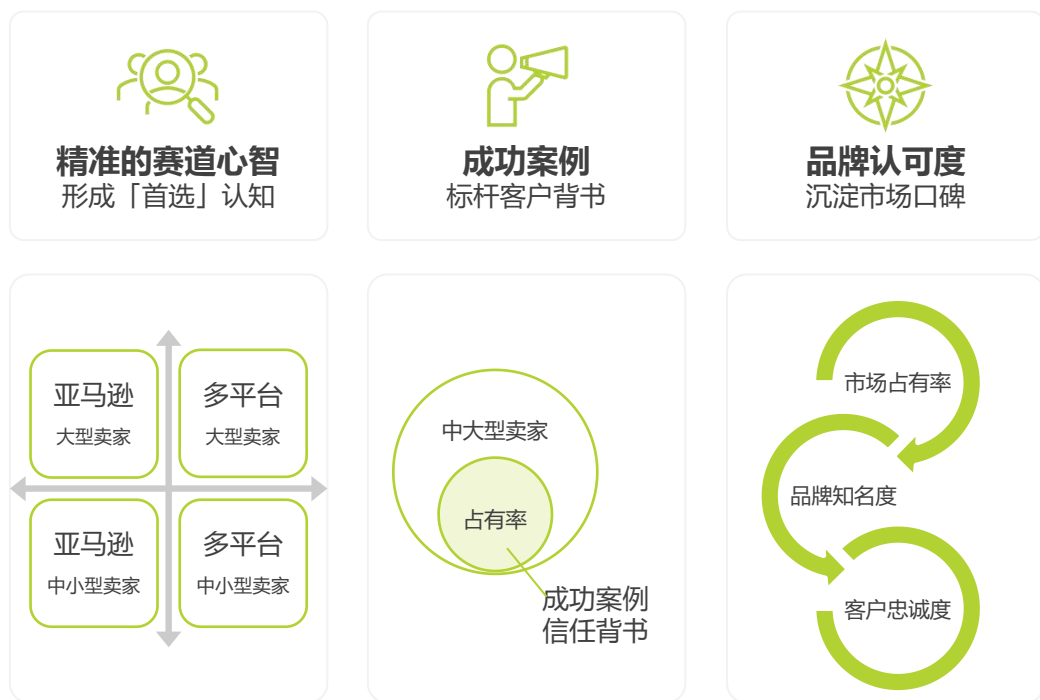 精准的赛道心智
形成「首选」认知
成功案例
标杆客户背书
品牌认可度
沉淀市场口碑
亚马逊
大型卖家
多平台
大型卖家
亚马逊
中小型卖家
多平台
中小型卖家
中大型卖家
占有率
成功案例
信任背书
市场占有率
品牌知名度
客户忠诚度